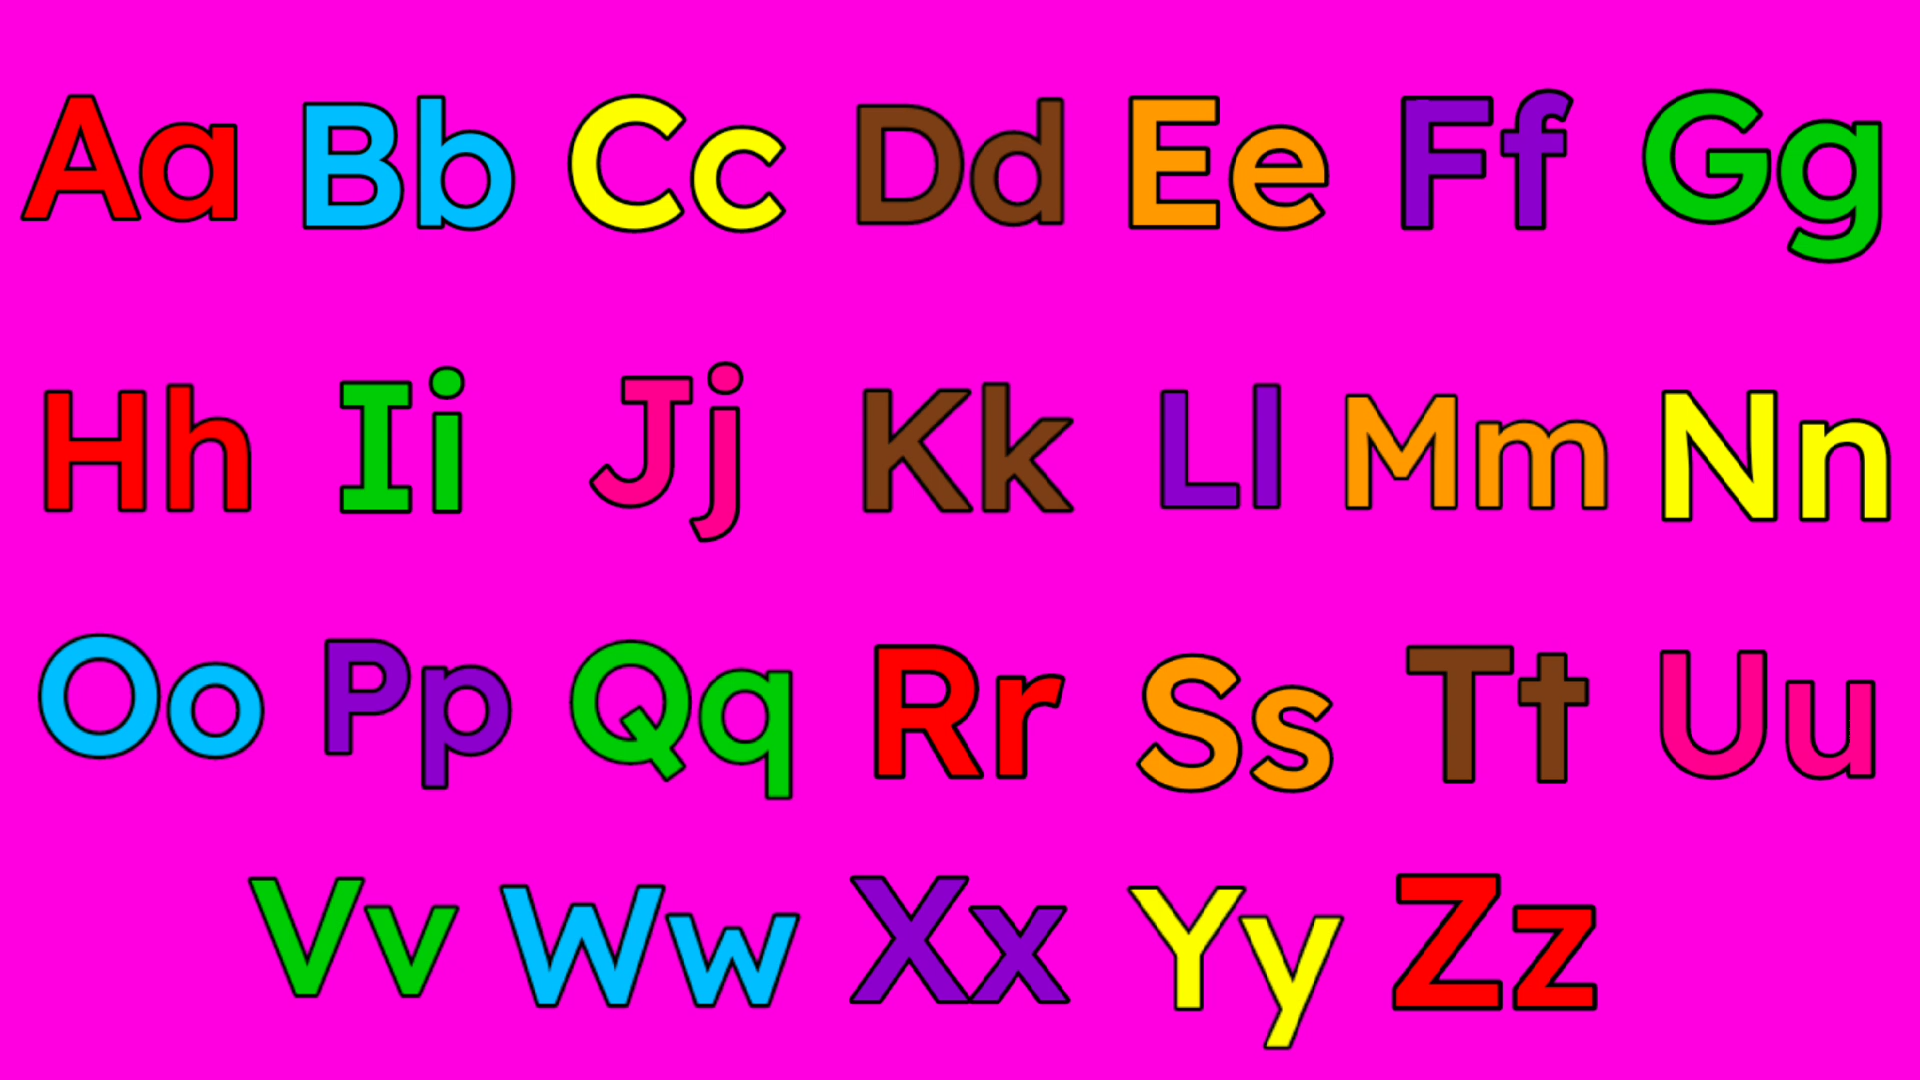 Aa Bb Cc Dd Ee Ff Gg
Hh Ii Jj Kk Ll Mm Nn
Oo Pp Qq Rr Ss Tt Uu
Vv Ww Xx Yy Zz